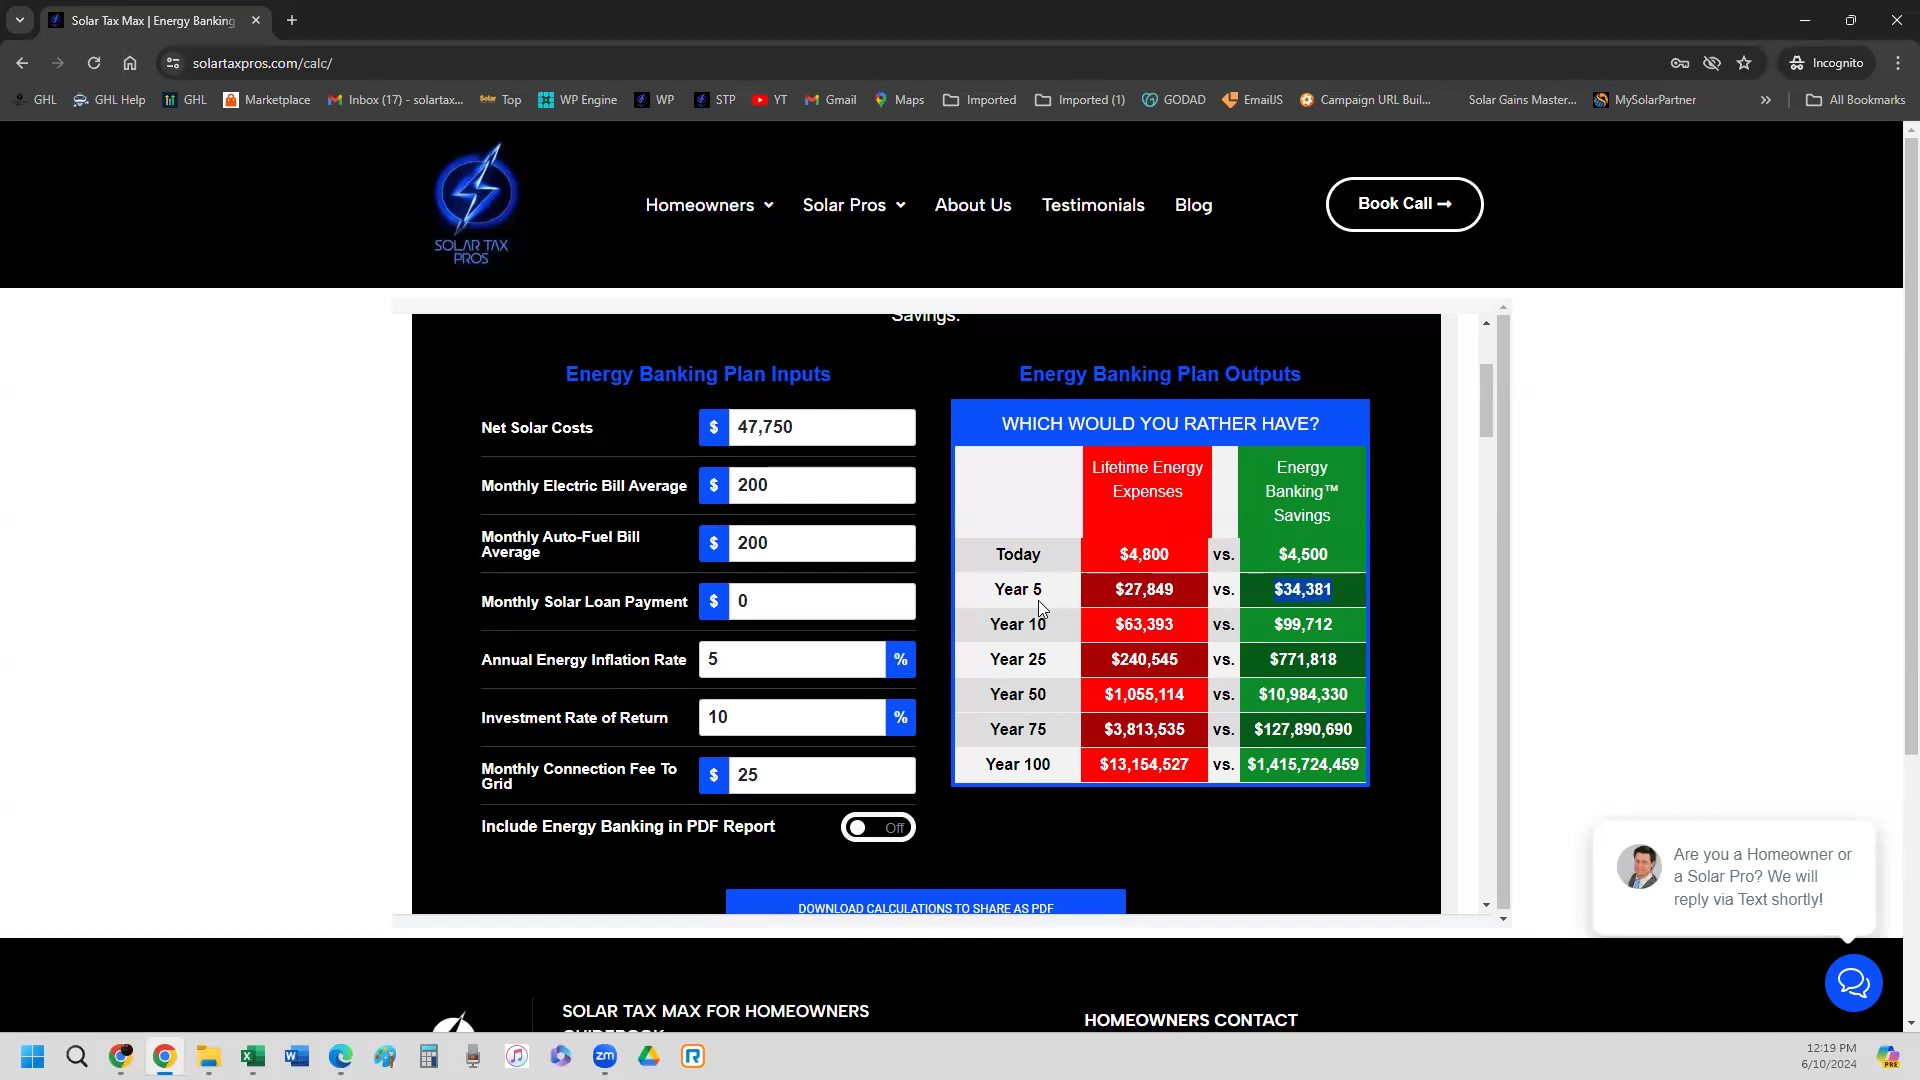 Solar Tax Max | Energy Banking
solartaxpros.com/calc/
Incognito
GHL
GHL Help
GHL
Marketplace
Inbox (17) - solartax...
Top
WP Engine
WP
STP
YT
Gmail
Maps
Imported
Imported (1)
GODAD
EmailJS
Campaign URL Buil...
Solar Gains Master...
MySolarPartner
»
All Bookmarks
SOLAR TAX
PROS
Homeowners
Solar Pros
About Us
Testimonials
Blog
Book Call ➞
Savings.
Energy Banking Plan Inputs
Net Solar Costs $ 47,750
Monthly Electric Bill Average $ 200
Monthly Auto-Fuel Bill
Average $ 200
Monthly Solar Loan Payment $ 0
Annual Energy Inflation Rate 5 %
Investment Rate of Return 10 %
Monthly Connection Fee To
Grid $ 25
Include Energy Banking in PDF Report Off
Energy Banking Plan Outputs
WHICH WOULD YOU RATHER HAVE?
Lifetime Energy
Expenses
Energy
Banking™
Savings
Today $4,800 vs. $4,500
Year 5 $27,849 vs. $34,381
Year 10 $63,393 vs. $99,712
Year 25 $240,545 vs. $771,818
Year 50 $1,055,114 vs. $10,984,330
Year 75 $3,813,535 vs. $127,890,690
Year 100 $13,154,527 vs. $1,415,724,459
DOWNLOAD CALCULATIONS TO SHARE AS PDF
Are you a Homeowner or
a Solar Pro? We will
reply via Text shortly!
SOLAR TAX MAX FOR HOMEOWNERS
HOMEOWNERS CONTACT
zm
12:19 PM
6/10/2024
PRE